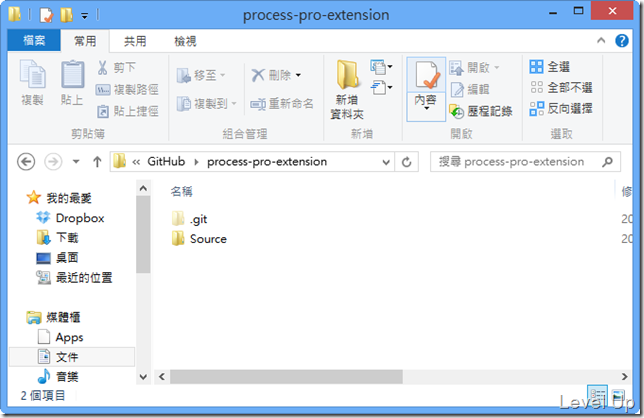 process-pro-extension
檔案 常用 共用 檢視
複製 貼上 剪下 複製路徑 貼上捷徑 移至 複製到 刪除 重新命名 新增資料夾 內容 開啟 編輯 歷程記錄 全選 全部不選 反向選擇
剪貼簿 組合管理 新增 開啟 選取
« GitHub process-pro-extension 搜尋 process-pro-extension
名稱 修
我的最愛
Dropbox
下載
桌面
最近的位置
媒體櫃
Apps
文件
音樂
.git 20
Source 20
2 個項目
Level Up